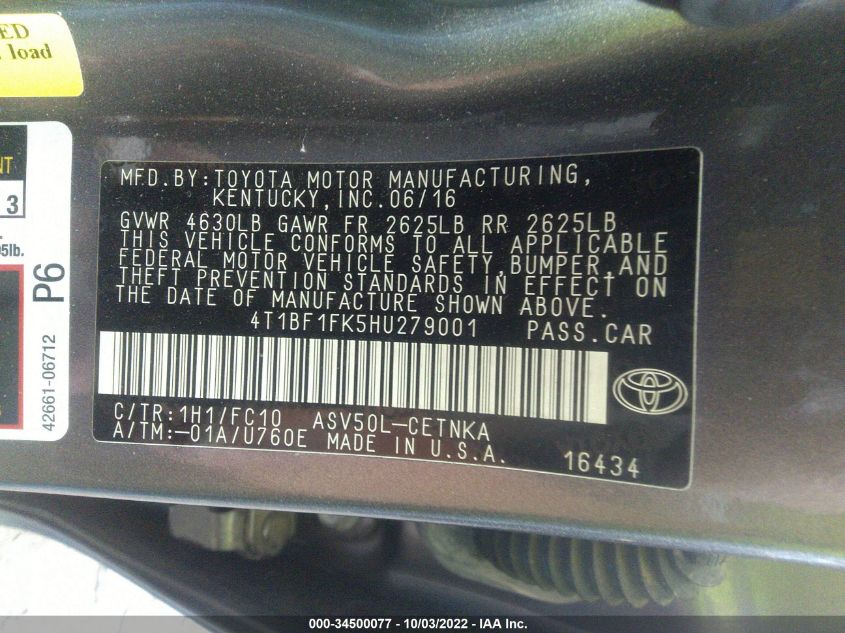 ED
load
NT
3
5lb.
P6
42661-06712
MFD.BY:TOYOTA MOTOR MANUFACTURING,
KENTUCKY,INC.06/16
GVWR 4630LB GAWR FR 2625LB RR 2625LB
THIS VEHICLE CONFORMS TO ALL APPLICABLE
FEDERAL MOTOR VEHICLE SAFETY,BUMPER,AND
THEFT PREVENTION STANDARDS IN EFFECT ON
THE DATE OF MANUFACTURE SHOWN ABOVE.
4T1BF1FK5HU279001 PASS.CAR
C/TR:1H1/FC10 ASV50L-CETNKA
A/TM:-01A/U760E MADE IN U.S.A.
16434
000-34500077 - 10/03/2022 - IAA Inc.